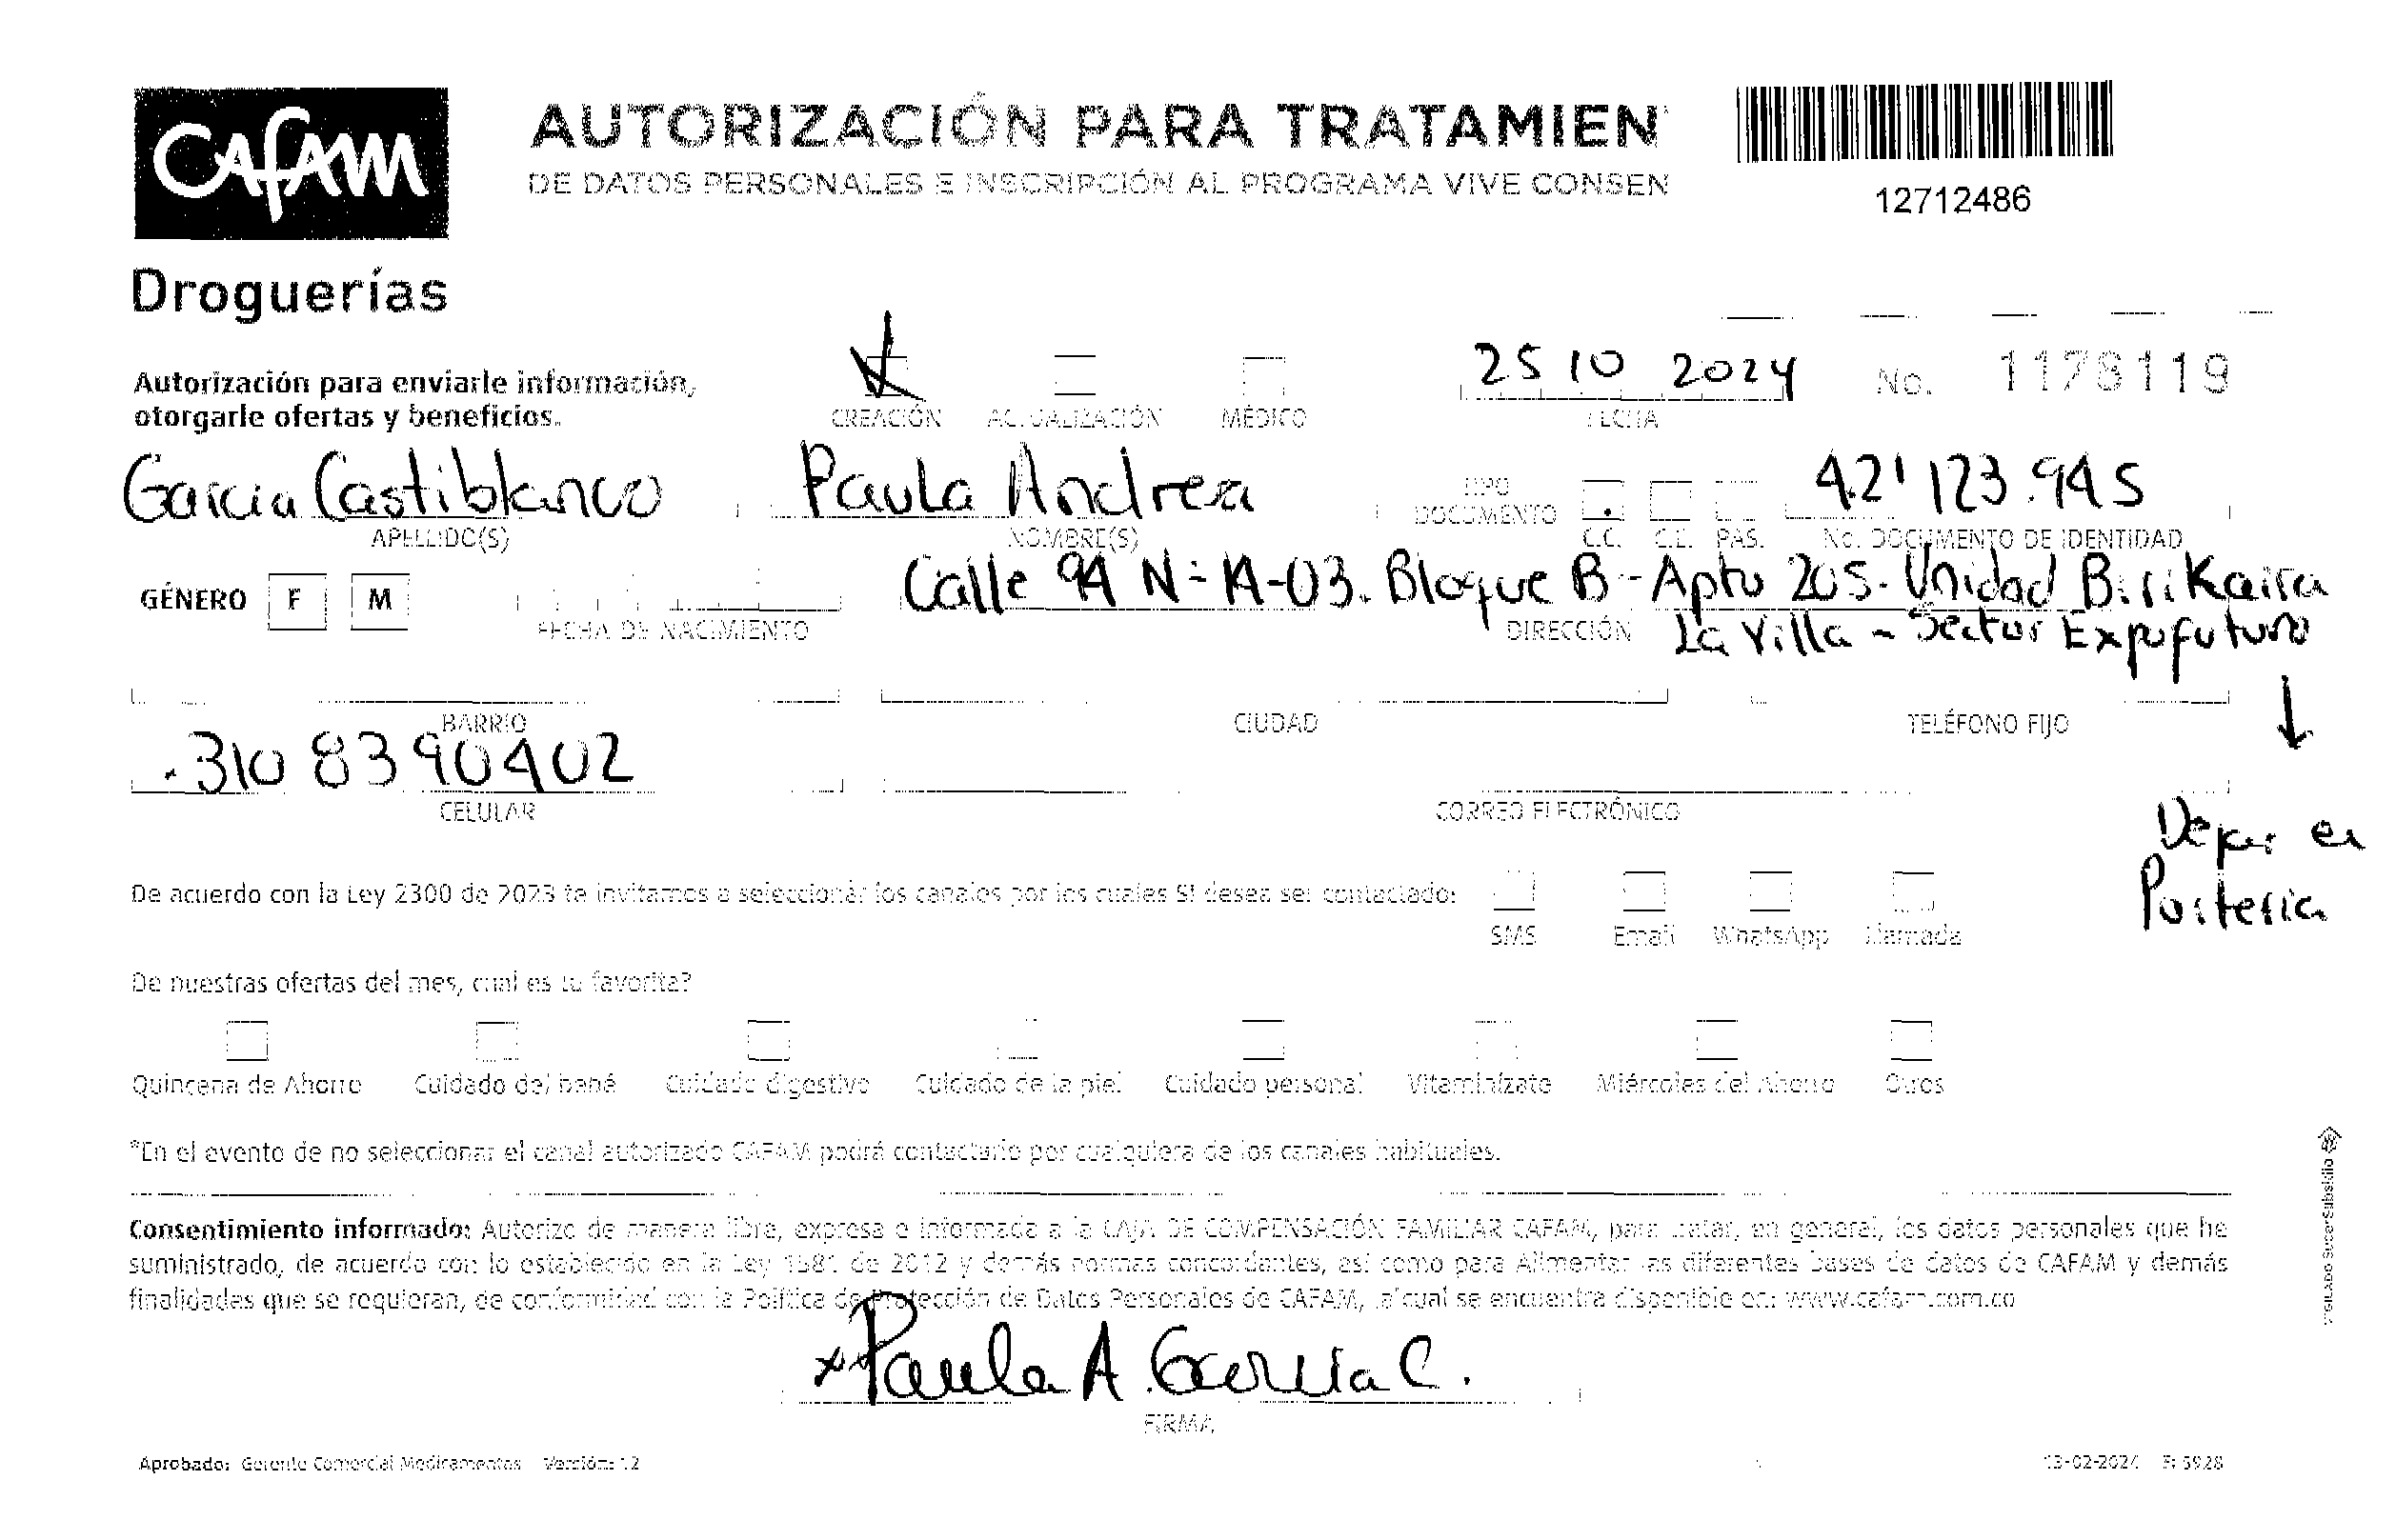 CAFAM
AUTORIZACIÓN PARA TRATAMIEN
DE DATOS PERSONALES E INSCRIPCIÓN AL PROGRAMA VIVE CONSEN
12712486
Droguerías
Autorización para enviarle información,
otorgarle ofertas y beneficios.
CREACIÓN ACTUALIZACIÓN MÉDICO
25 10 2024
FECHA
No. 1178119
Garcia Castiblanco Paula Andrea 42'123.945
APELLIDO(S) NOMBRE(S) TIPO DOCUMENTO C.C. C.E. PAS. No. DOCUMENTO DE IDENTIDAD
GÉNERO F M
FECHA DE NACIMIENTO
Calle 94 N=14-03. Bloque B - Apto 205. Unidad Birikaira
DIRECCIÓN
La Villa - Sector Expofuturo
BARRIO CIUDAD TELÉFONO FIJO
310 8390402
CELULAR CORREO ELECTRÓNICO
Dejar en
Porteria
De acuerdo con la Ley 2300 de 2023 te invitamos a seleccionar los canales por los cuales SI desea ser contactado:
SMS Email WhatsApp Llamada
De nuestras ofertas del mes, cual es tu favorita?
Quincena de Ahorro Cuidado del bebé Cuidado digestivo Cuidado de la piel Cuidado personal Vitaminízate Miércoles del Ahorro Otros
*En el evento de no seleccionar el canal autorizado CAFAM podrá contactarlo por cualquiera de los canales habituales.
Consentimiento informado: Autorizo de manera libre, expresa e informada a la CAJA DE COMPENSACIÓN FAMILIAR CAFAM, para tratar, en general, los datos personales que he
suministrado, de acuerdo con lo establecido en la Ley 1581 de 2012 y demás normas concordantes, así como para Alimentar las diferentes bases de datos de CAFAM y demás
finalidades que se requieran, de conformidad con la Política de Protección de Datos Personales de CAFAM, la cual se encuentra disponible en: www.cafam.com.co
Paula A. Garcia C.
FIRMA
Aprobado: Gerente Comercial Medicamentos Versión: 12
13-02-2024 F: 5928
VIGILADO SuperSubsidio